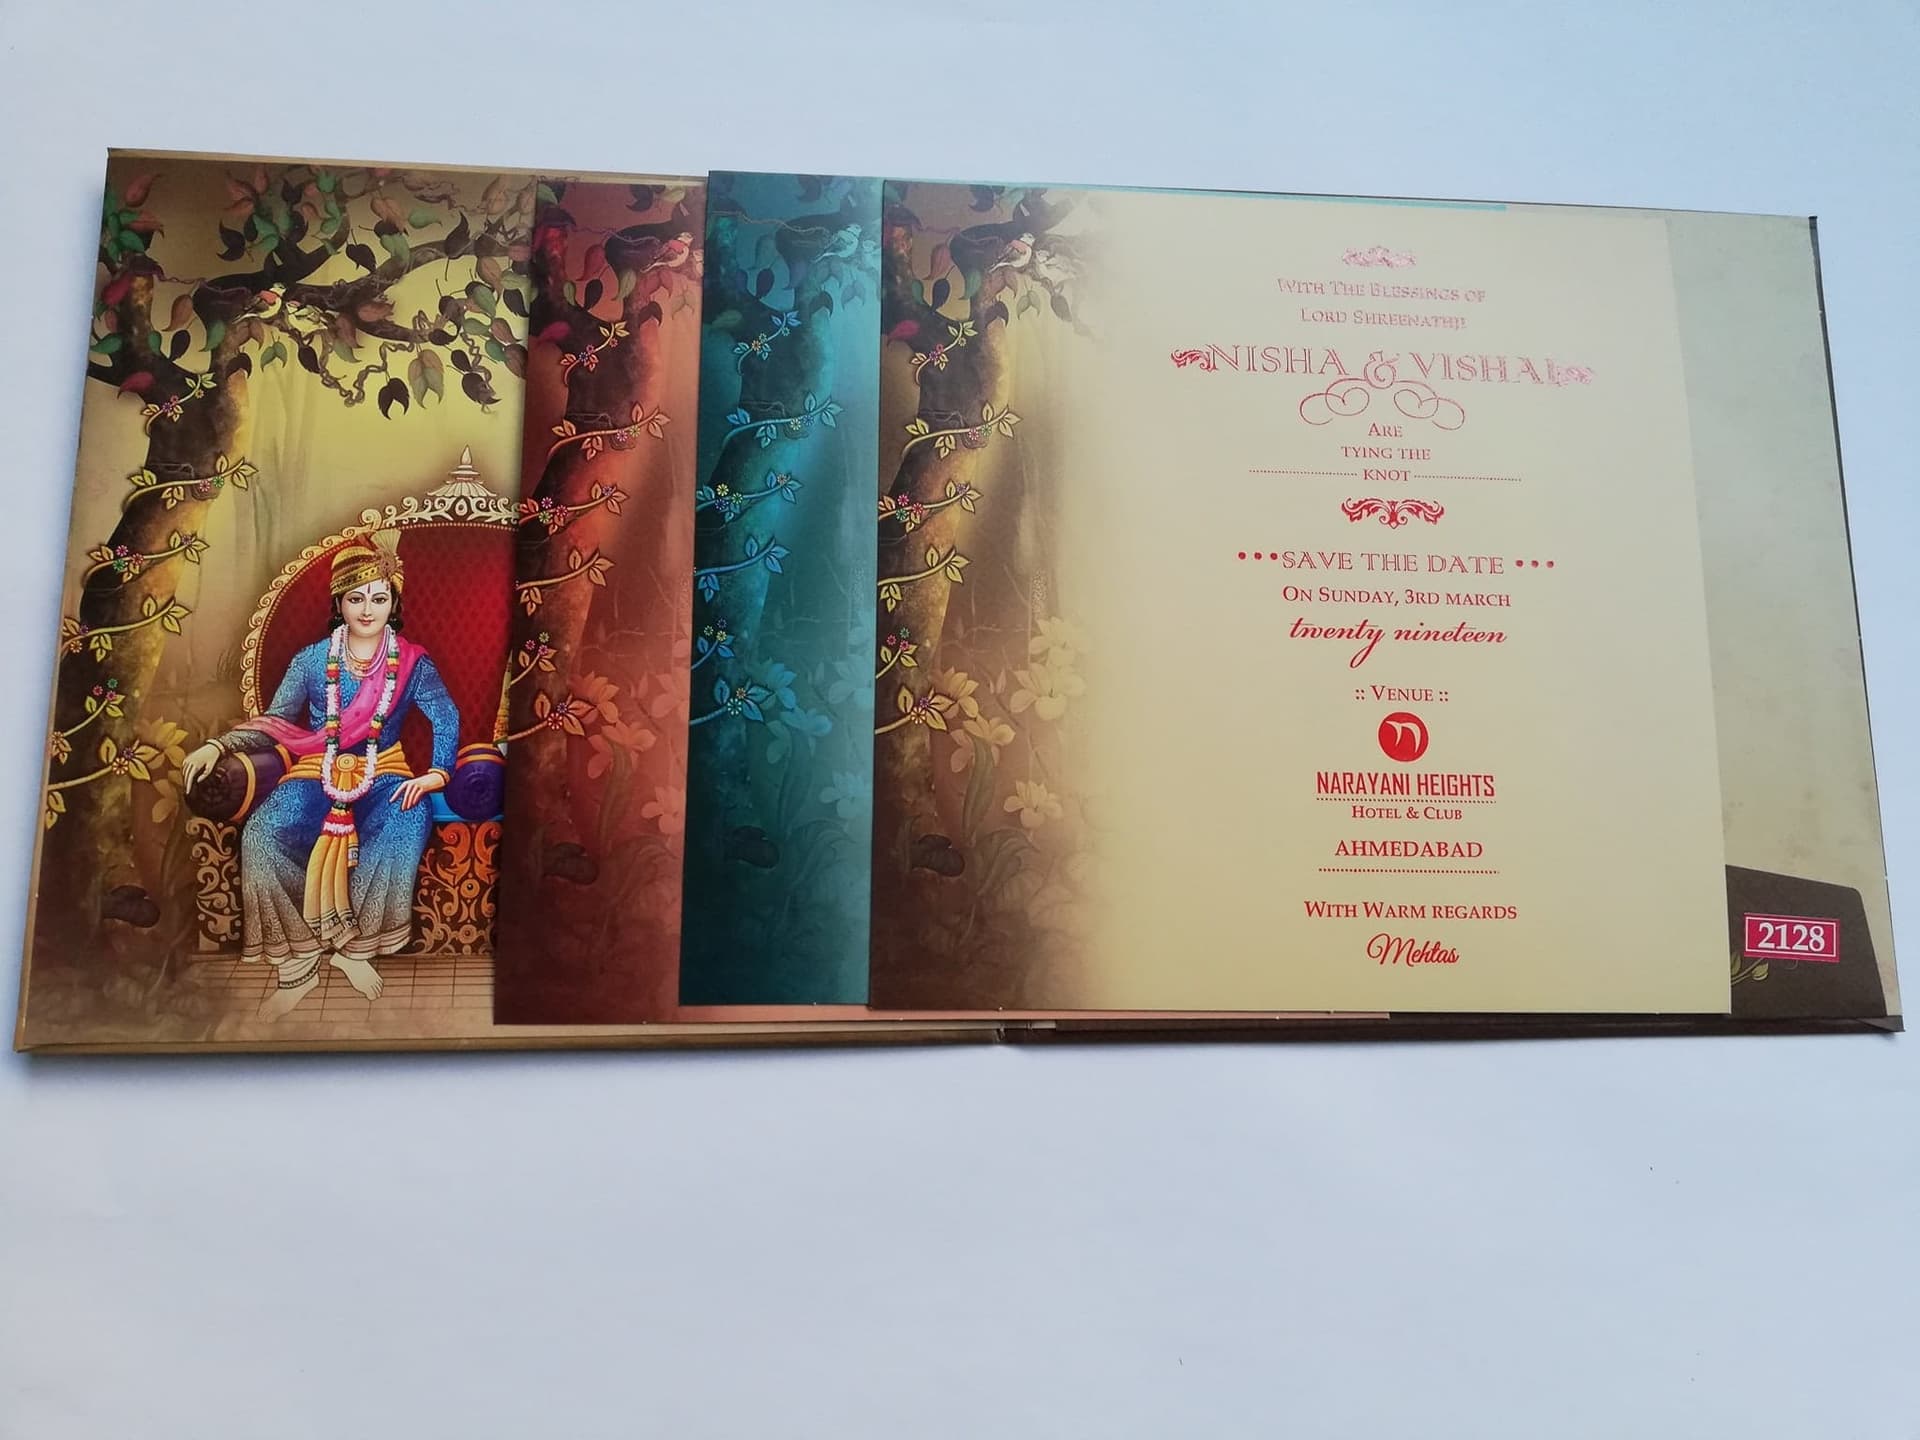 WITH THE BLESSINGS OF
LORD SHREENATHJI
NISHA & VISHAL
ARE
TYING THE
KNOT
SAVE THE DATE
ON SUNDAY, 3RD MARCH
twenty nineteen
:: VENUE ::
NARAYANI HEIGHTS
HOTEL & CLUB
AHMEDABAD
WITH WARM REGARDS
Mehtas
2128